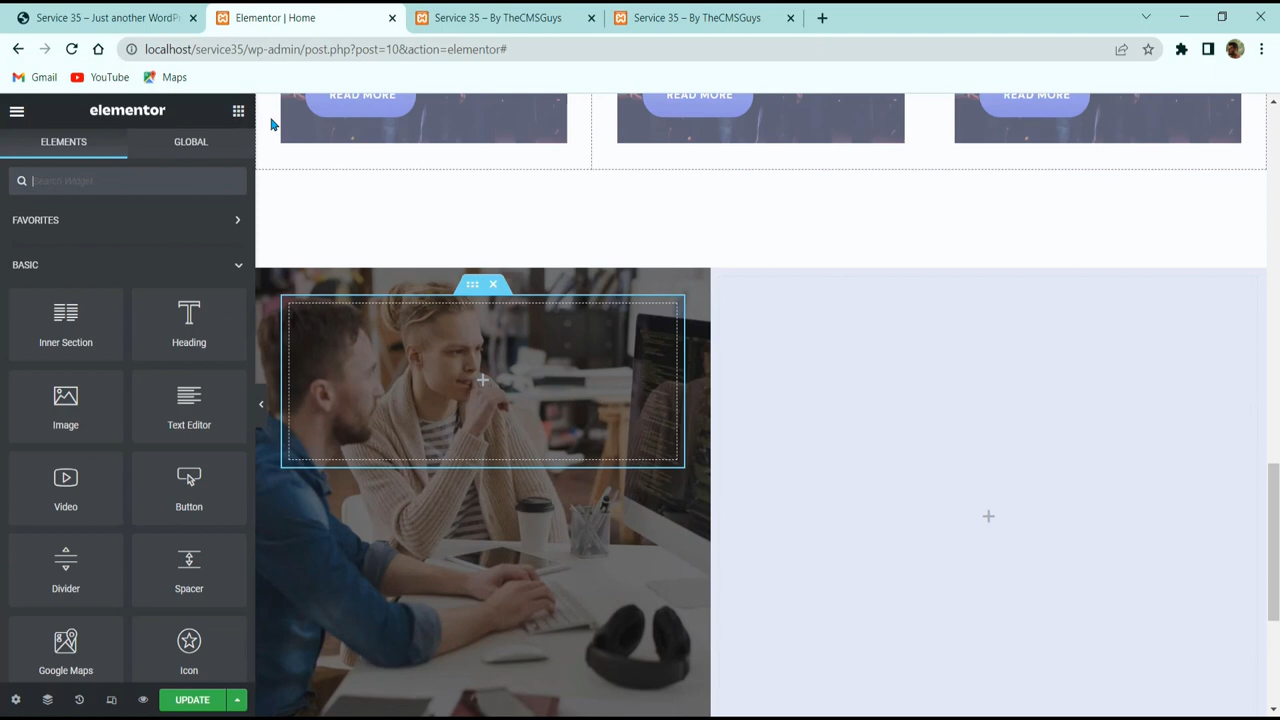 Service 35 – Just another WordPr
Elementor | Home
Service 35 – By TheCMSGuys
Service 35 – By TheCMSGuys
localhost/service35/wp-admin/post.php?post=10&action=elementor#
Gmail
YouTube
Maps
elementor
ELEMENTS
GLOBAL
Search Widget
FAVORITES
BASIC
Inner Section
Heading
Image
Text Editor
Video
Button
Divider
Spacer
Google Maps
Icon
UPDATE
READ MORE
READ MORE
READ MORE